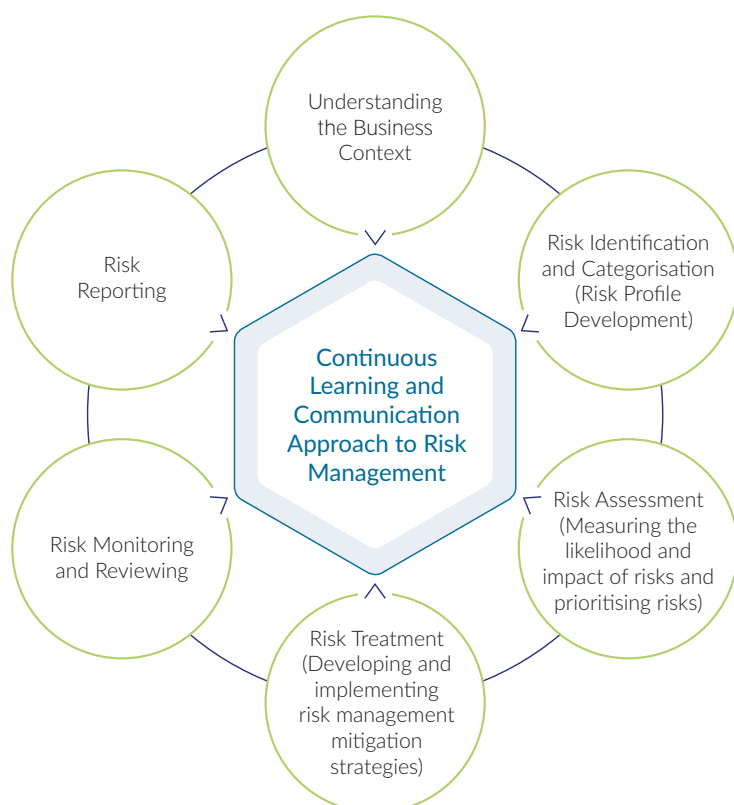 Understanding
the Business
Context
Risk Identification
and Categorisation
(Risk Profile
Development)
Risk Assessment
(Measuring the
likelihood and
impact of risks and
prioritising risks)
Risk Treatment
(Developing and
implementing
risk management
mitigation
strategies)
Risk Monitoring
and Reviewing
Risk
Reporting
Continuous
Learning and
Communication
Approach to Risk
Management